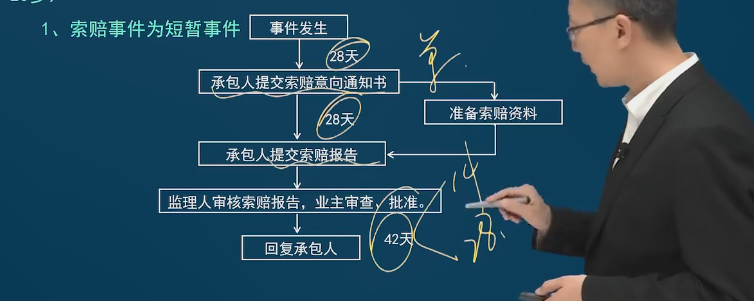 1、索赔事件为短暂事件
事件发生
28天
承包人提交索赔意向通知书
准备索赔资料
28天
承包人提交索赔报告
14
监理人审核索赔报告，业主审查，批准。
28.
42天
回复承包人